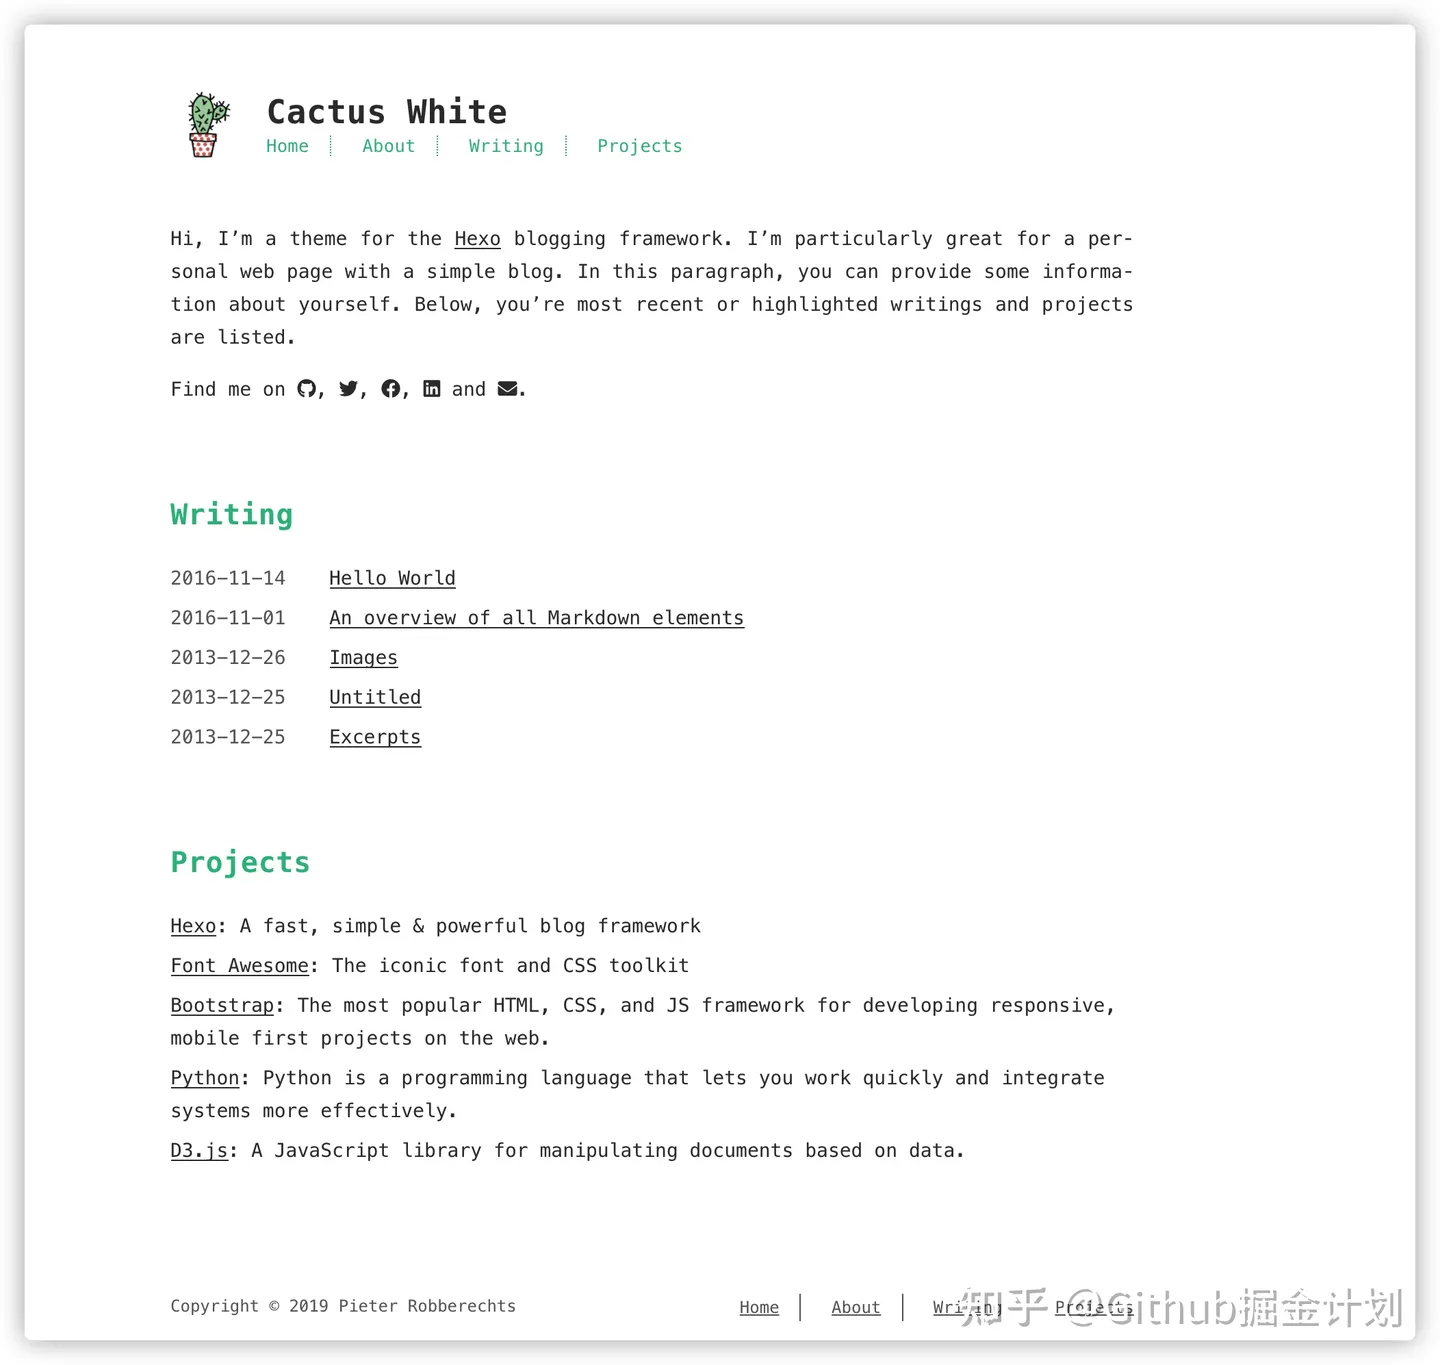 Cactus White
Home
About
Writing
Projects
Hi, I’m a theme for the Hexo blogging framework. I’m particularly great for a per-
sonal web page with a simple blog. In this paragraph, you can provide some informa-
tion about yourself. Below, you’re most recent or highlighted writings and projects
are listed.
Find me on , , , and .
Writing
2016-11-14 Hello World
2016-11-01 An overview of all Markdown elements
2013-12-26 Images
2013-12-25 Untitled
2013-12-25 Excerpts
Projects
Hexo: A fast, simple & powerful blog framework
Font Awesome: The iconic font and CSS toolkit
Bootstrap: The most popular HTML, CSS, and JS framework for developing responsive,
mobile first projects on the web.
Python: Python is a programming language that lets you work quickly and integrate
systems more effectively.
D3.js: A JavaScript library for manipulating documents based on data.
Copyright © 2019 Pieter Robberechts
Home
About
Writing
Projects
知乎 @Github掘金计划